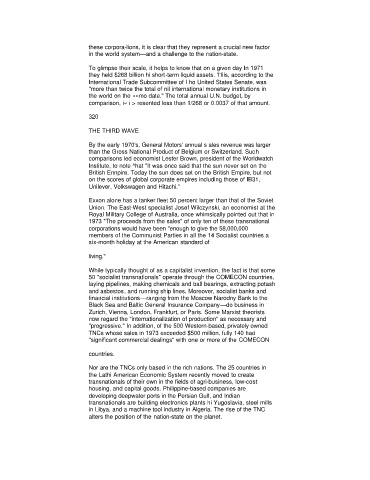 these corpora-lions, it is clear that they represent a crucial new factor
in the world system—and a challenge to the nation-state.
To glimpse their scale, it helps to know that on a given day In 1971
they held $268 billion hi short-term liquid assets. T'lis, according to the
International Trade Subcommittee of I ho United States Senate, was
"more than twice the total of nil international monetary institutions in
the world on the ««mo date." The total annual U.N. budget, by
comparison, i« i > resented less than 1/268 or 0.0037 of that amount.
320
THE THIRD WAVE
By the early 1970's, General Motors' annual s sles revenue was larger
than the Gross National Product of Belgium or Switzerland. Such
comparisons led economist Lester Brown, president of the Worldwatch
Institute, to note ^hat "It was once said that the sun never set on the
British Emnpire. Today the sun does set on the British Empire, but not
on the scores of global corporate empires including those of IB31,
Unilever, Volkswagen and Hitachi."
Exxon alone has a tanker fleet 50 percent larger than that of the Soviet
Union. The East-West specialist Josef Wilczynski, an economist at the
Royal Military College of Australia, once whimsically pointed out that in
1973 "The proceeds from the sales" of only ten of these transnational
corporations would have been "enough to give the 58,000,000
members of the Communist Parties in all the 14 Socialist countries a
six-month holiday at the American standard of
living."
While typically thought of as a capitalist invention, the fact is that some
50 "socialist transnationals" operate through the COMECON countries,
laying pipelines, making chemicals and ball bearings, extracting potash
and asbestos, and running ship lines. Moreover, socialist banks and
financial institutions—ranging from the Moscow Narodny Bank to the
Black Sea and Baltic General Insurance Company—do business in
Zurich, Vienna, London, Frankfurt, or Paris. Some Marxist theorists
now regard the "internationalization of production" as necessary and
"progressive." In addition, of the 500 Western-based, privately owned
TNCs whose sales in 1973 exceeded $500 million, fully 140 had
"significant commercial dealings" with one or more of the COMECON
countries.
Nor are the TNCs only based in the rich nations. The 25 countries in
the Lathi American Economic System recently moved to create
transnationals of their own in the fields of agri-business, low-cost
housing, and capital goods. Philippine-based companies are
developing deepwater ports in the Persian Gulf, and Indian
transnationals are building electronics plants hi Yugoslavia, steel mills
in Libya, and a machine tool industry in Algeria. The rise of the TNC
alters the position of the nation-state on the planet.